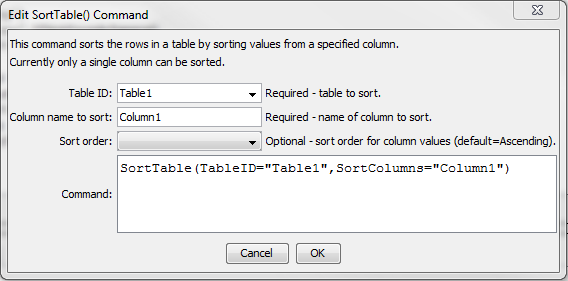 Edit SortTable() Command
This command sorts the rows in a table by sorting values from a specified column.
Currently only a single column can be sorted.
Table ID: Table1 Required - table to sort.
Column name to sort: Column1 Required - name of column to sort.
Sort order: Optional - sort order for column values (default=Ascending).
Command: SortTable(TableID="Table1",SortColumns="Column1")
Cancel OK